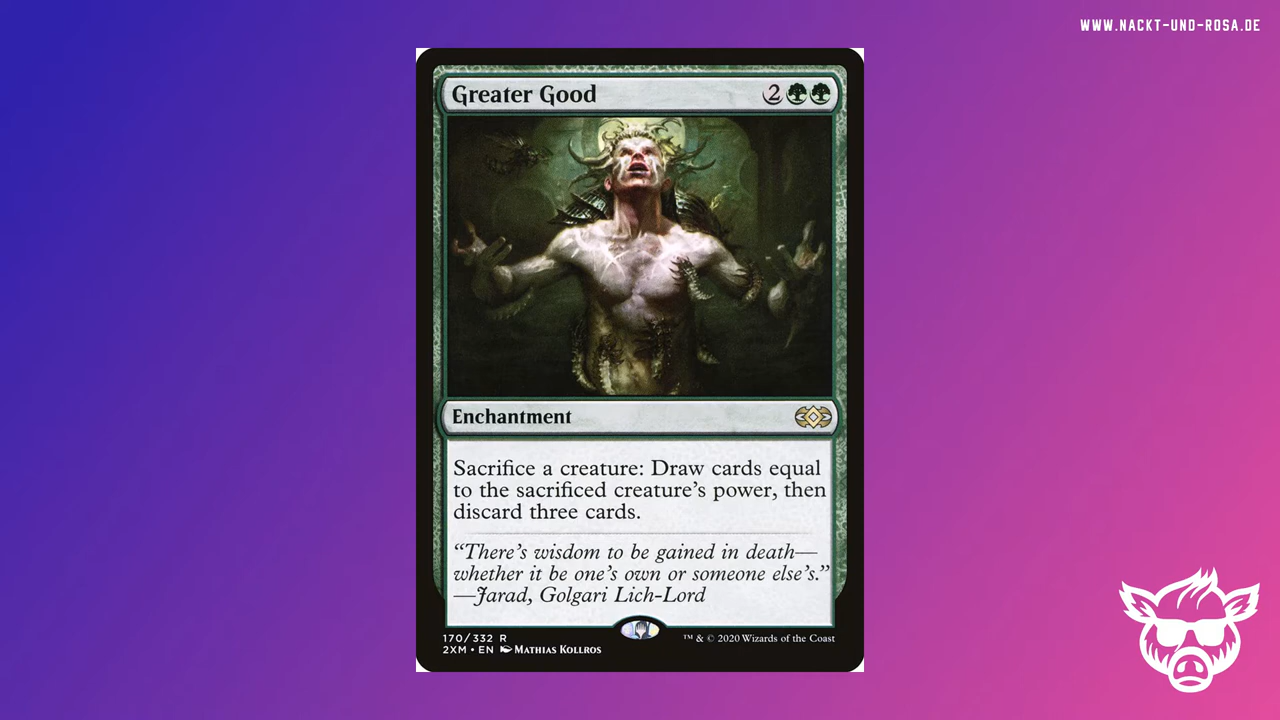 WWW.NACKT-UND-ROSA.DE
Greater Good 2
Enchantment
Sacrifice a creature: Draw cards equal
to the sacrificed creature's power, then
discard three cards.
“There's wisdom to be gained in death—
whether it be one's own or someone else's.”
—Jarad, Golgari Lich-Lord
170/332 R
2XM • EN Mathias Kollros
™ & © 2020 Wizards of the Coast